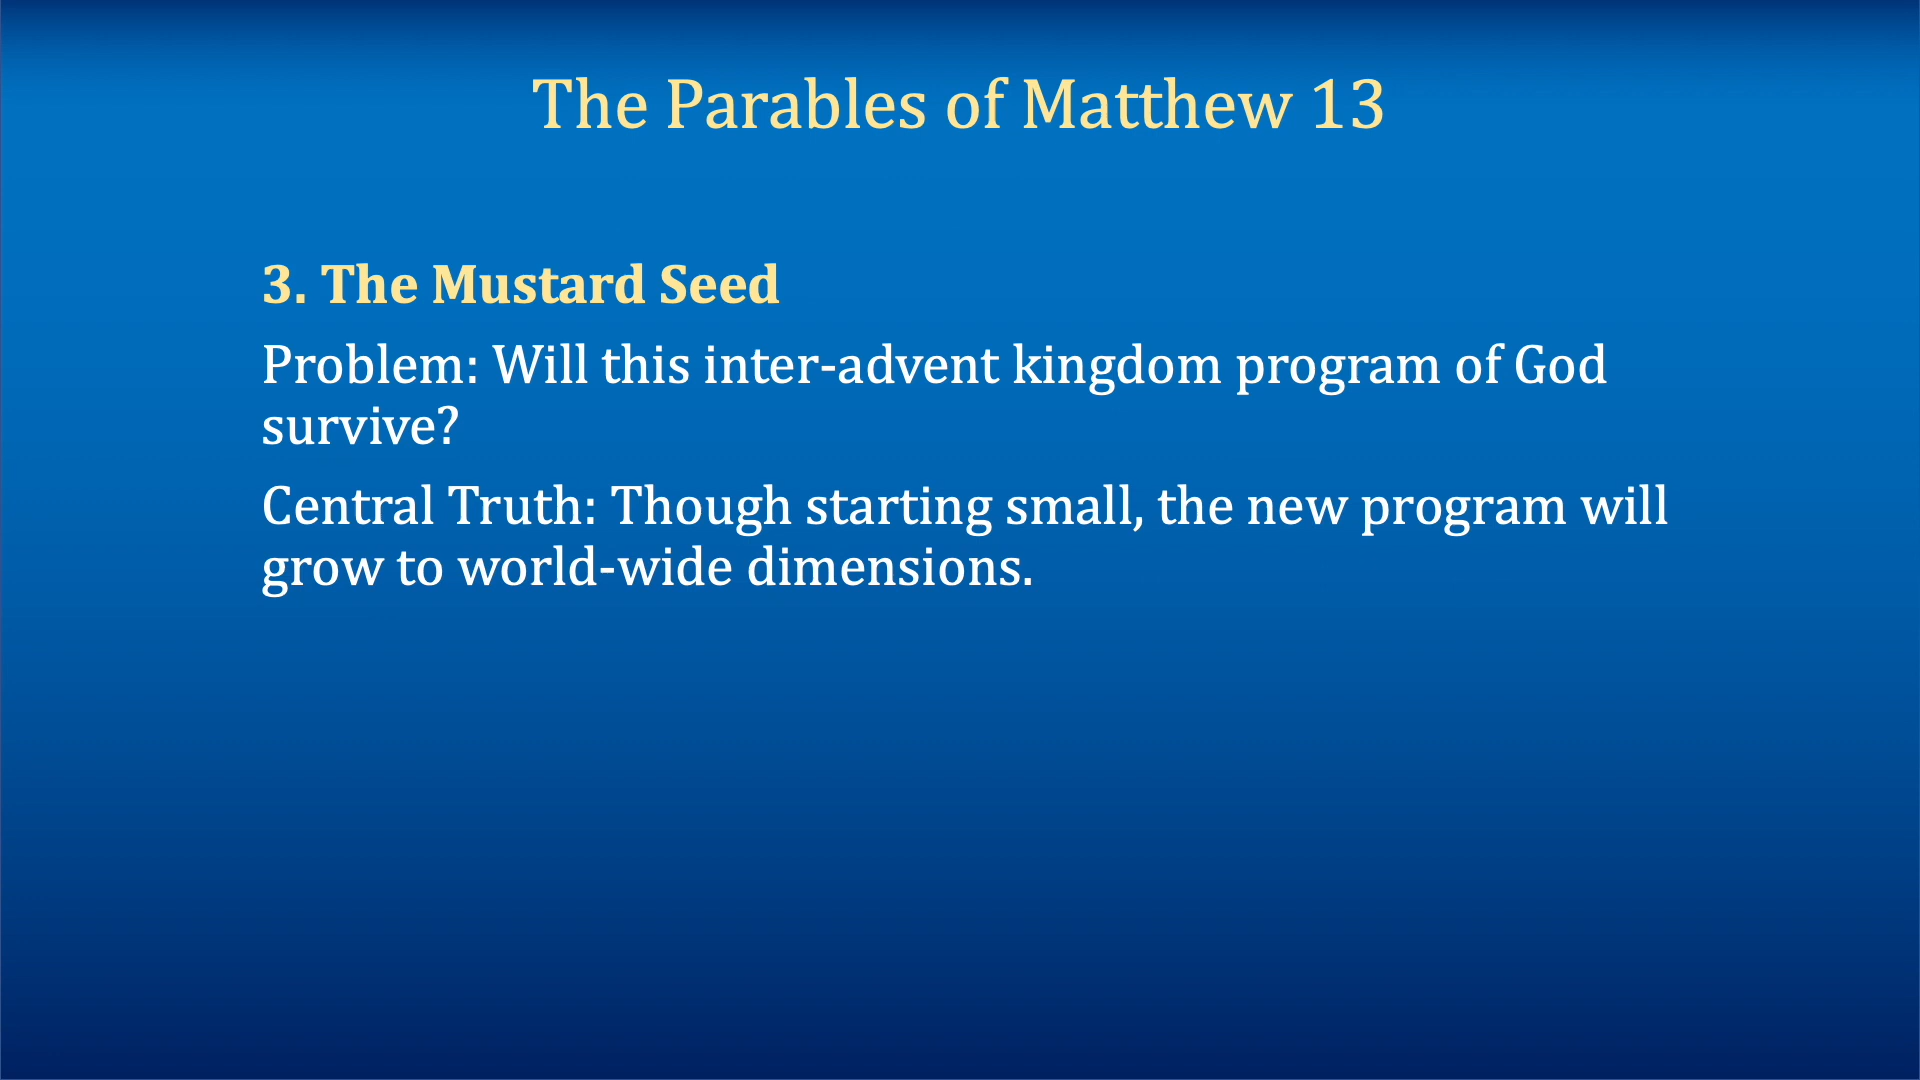 The Parables of Matthew 13
3. The Mustard Seed
Problem: Will this inter-advent kingdom program of God
survive?
Central Truth: Though starting small, the new program will
grow to world-wide dimensions.